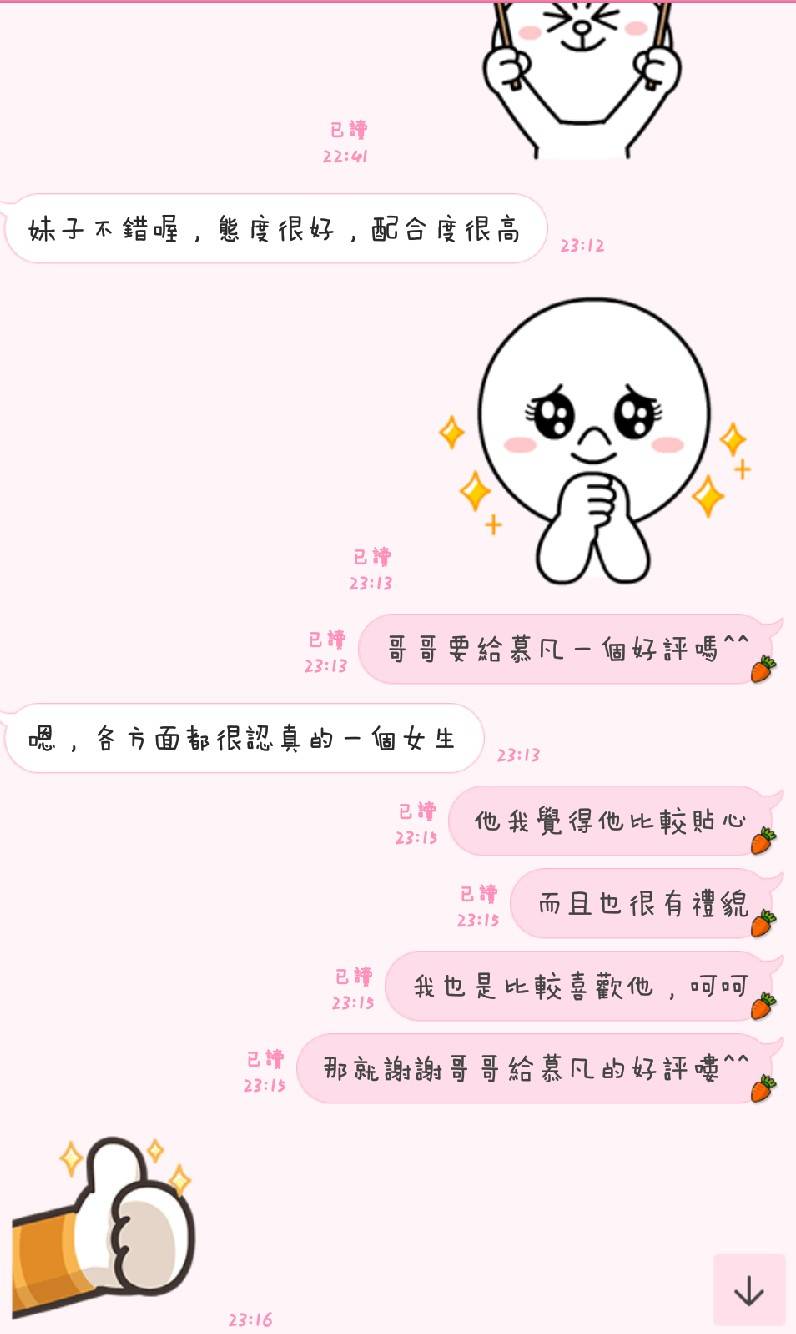 已讀
22:41
妹子不錯喔，態度很好，配合度很高
23:12
已讀
23:13
已讀
23:13
哥哥要給慕凡一個好評嗎^^
嗯，各方面都很認真的一個女生
23:13
已讀
23:15
他我覺得他比較貼心
已讀
23:15
而且也很有禮貌
已讀
23:15
我也是比較喜歡他，呵呵
已讀
23:15
那就謝謝哥哥給慕凡的好評嘍^^
23:16